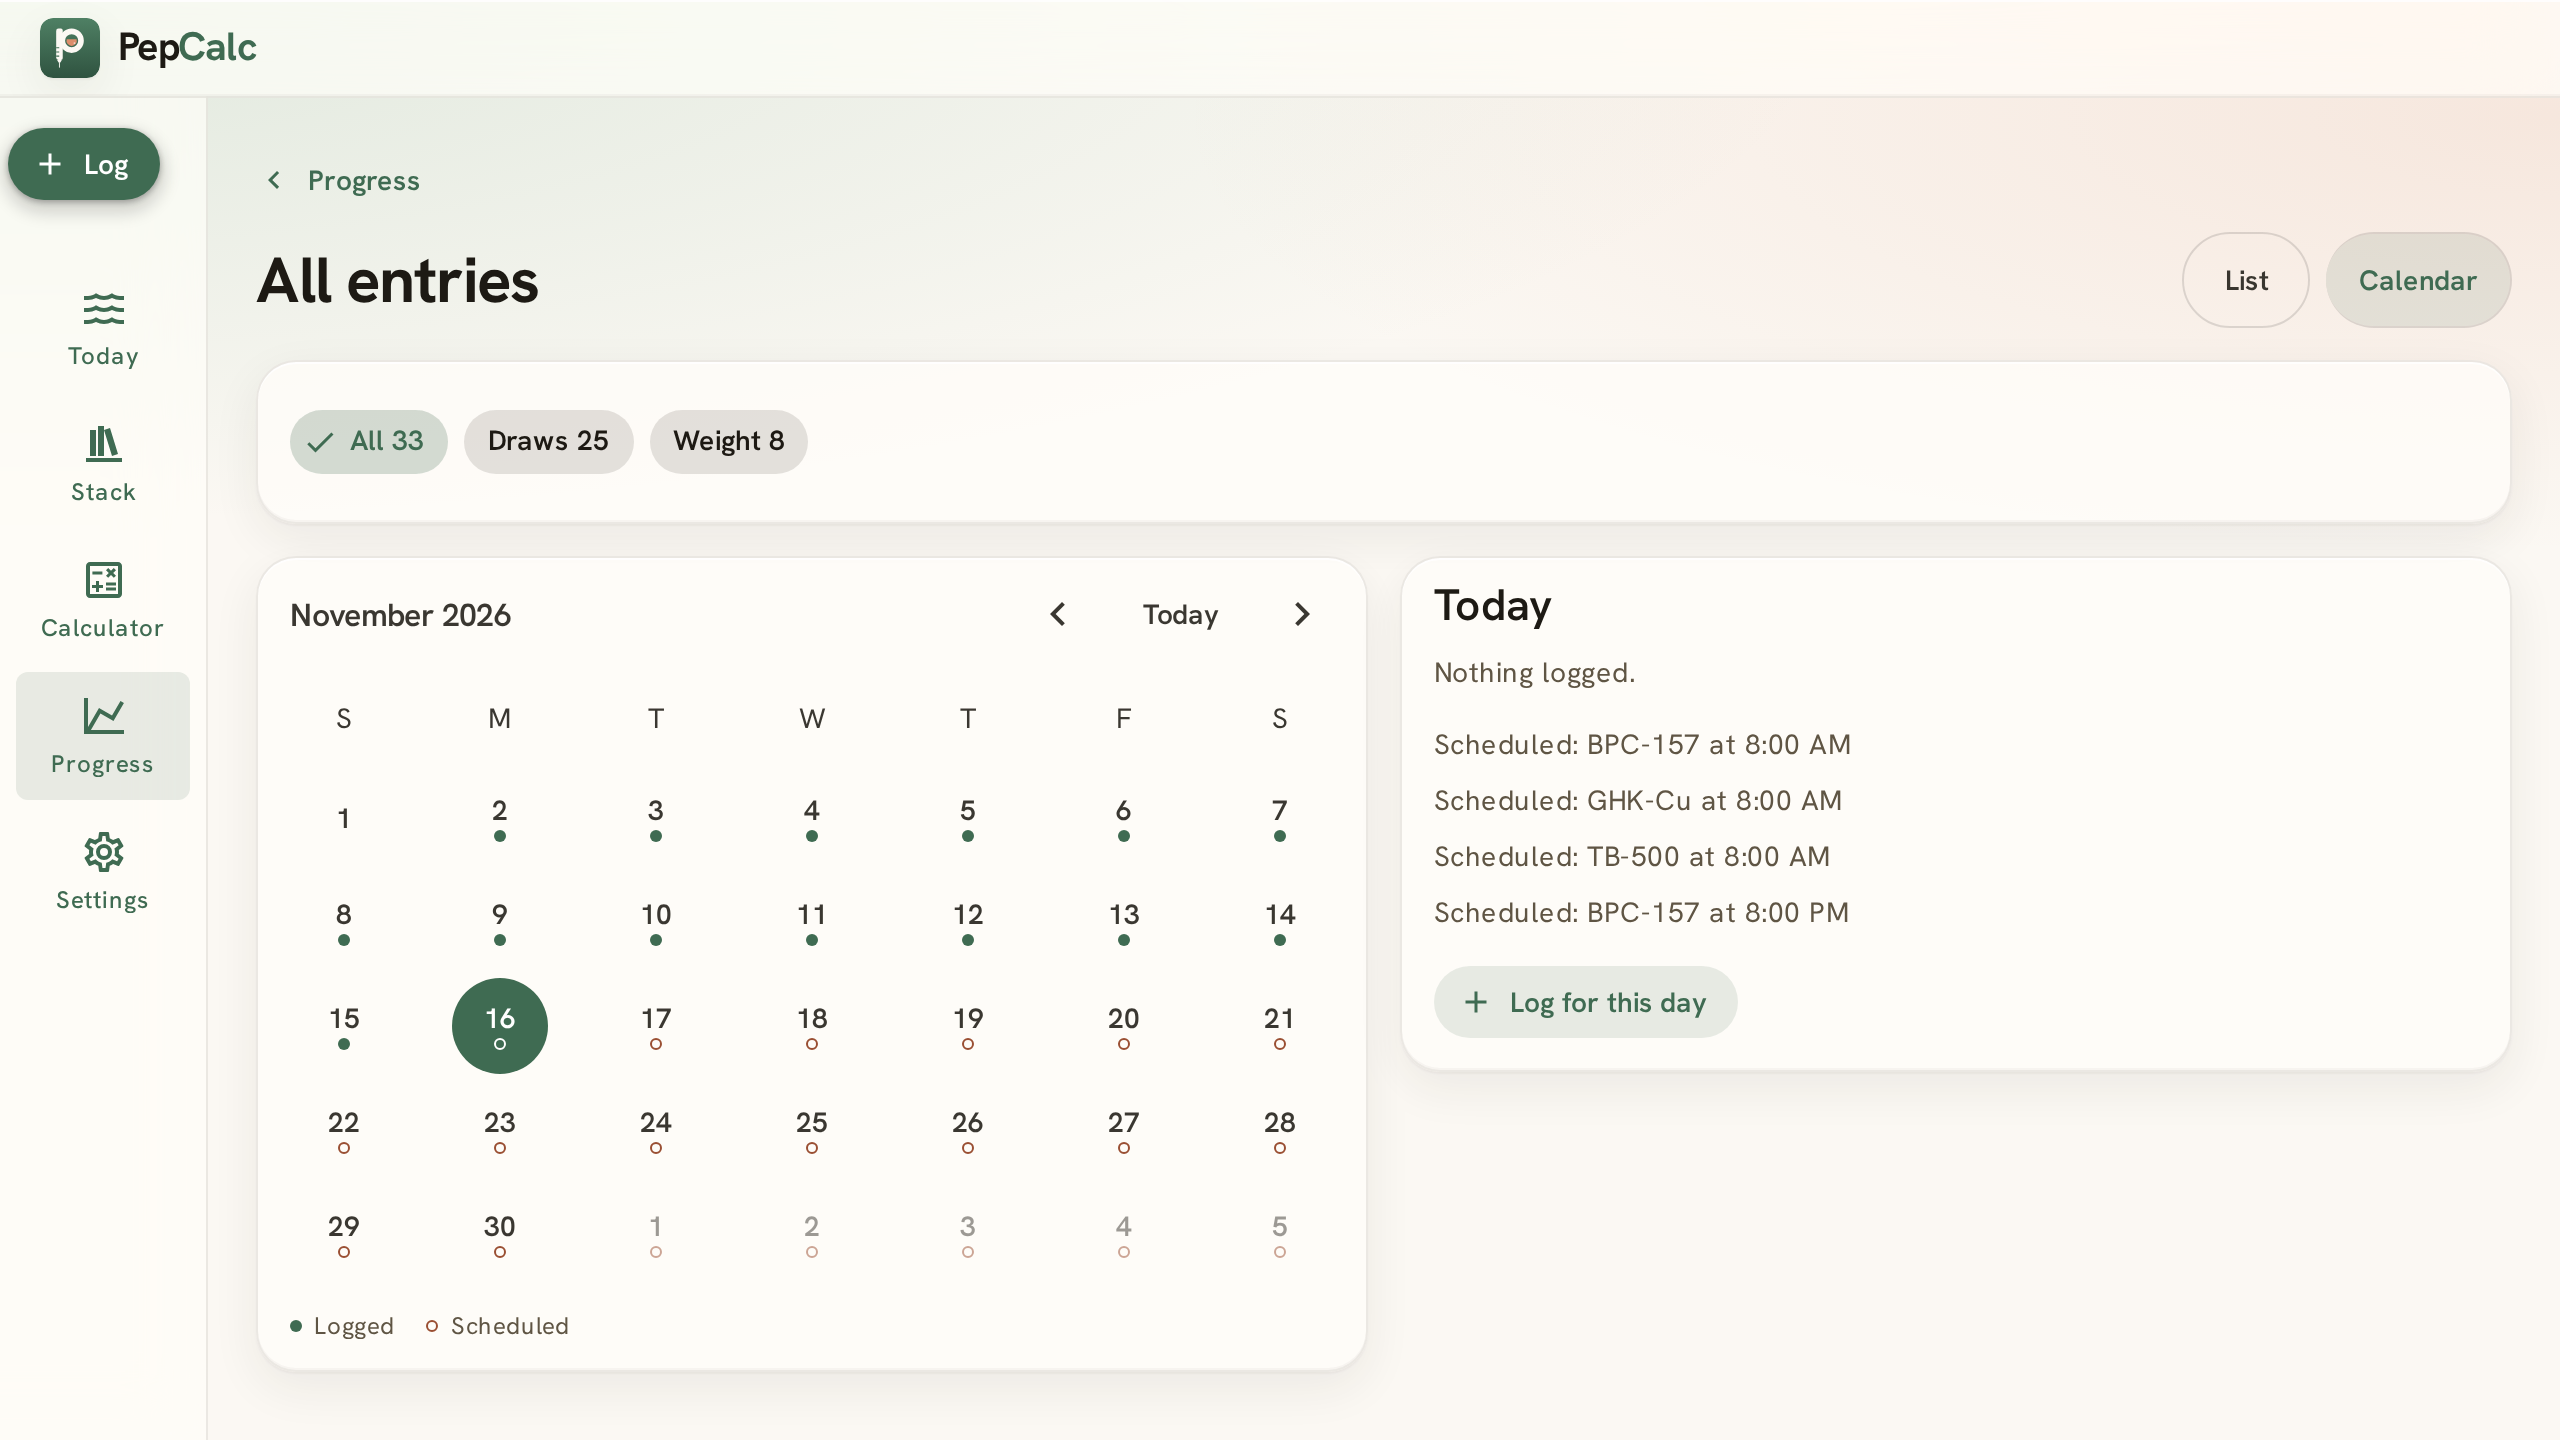 PepCalc
Log
Today
Stack
Calculator
Progress
Settings
Progress
All entries
List
Calendar
All 33
Draws 25
Weight 8
November 2026
Today
S M T W T F S
1 2 3 4 5 6 7
8 9 10 11 12 13 14
15 16 17 18 19 20 21
22 23 24 25 26 27 28
29 30 1 2 3 4 5
Logged
Scheduled
Today
Nothing logged.
Scheduled: BPC-157 at 8:00 AM
Scheduled: GHK-Cu at 8:00 AM
Scheduled: TB-500 at 8:00 AM
Scheduled: BPC-157 at 8:00 PM
Log for this day